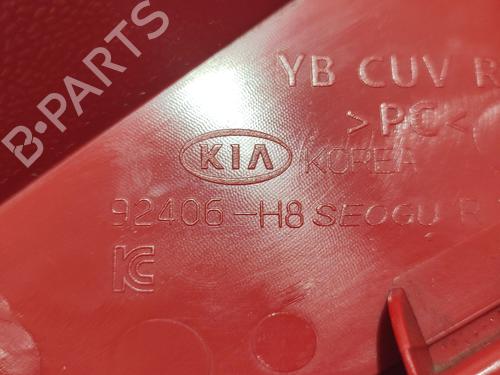 YB CUV R
>PC<
KIA KOREA
92406-H8 SEOGU R
B-PARTS